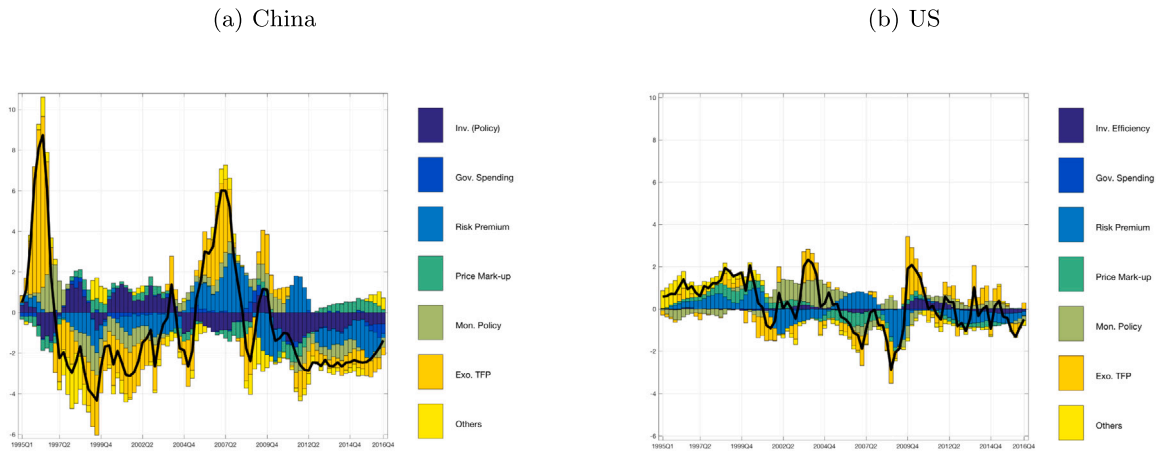 (a) China
10
8
6
4
2
0
-2
-4
-6
1995Q1 1997Q2 1999Q4 2002Q2 2004Q4 2007Q2 2009Q4 2012Q2 2014Q4 2016Q4
Inv. (Policy)
Gov. Spending
Risk Premium
Price Mark-up
Mon. Policy
Exo. TFP
Others
(b) US
10
8
6
4
2
0
-2
-4
-6
1995Q1 1997Q2 1999Q4 2002Q2 2004Q4 2007Q2 2009Q4 2012Q2 2014Q4 2016Q4
Inv. Efficiency
Gov. Spending
Risk Premium
Price Mark-up
Mon. Policy
Exo. TFP
Others